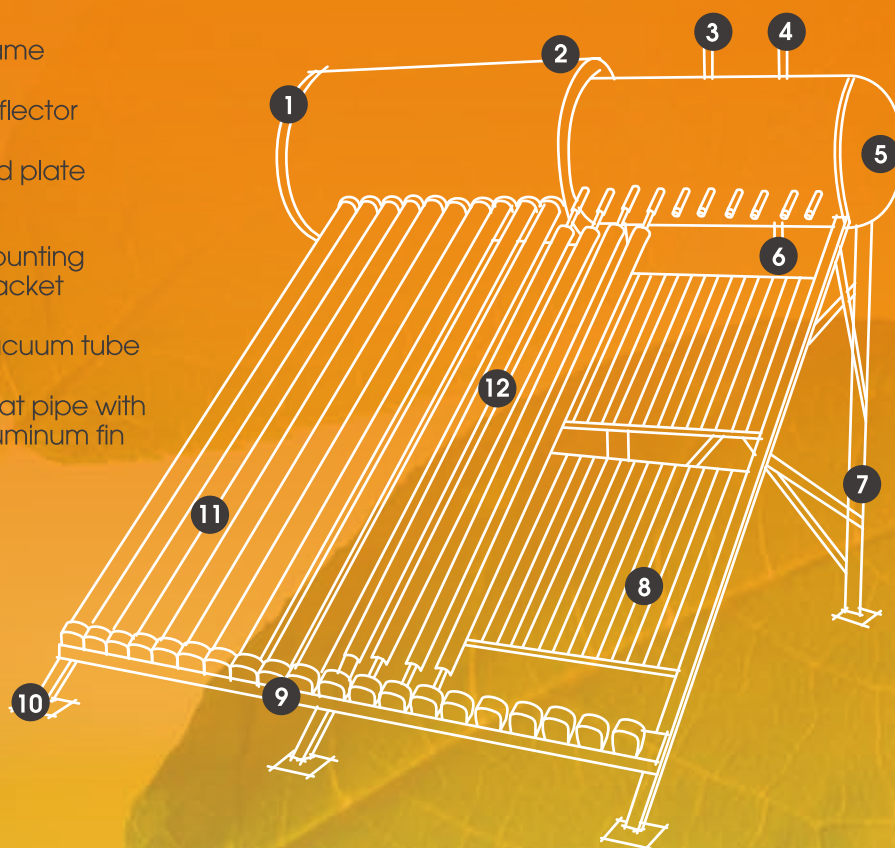 ame
flector
d plate
ounting
acket
cuum tube
at pipe with
uminum fin
1
2
3
4
5
6
7
8
9
10
11
12